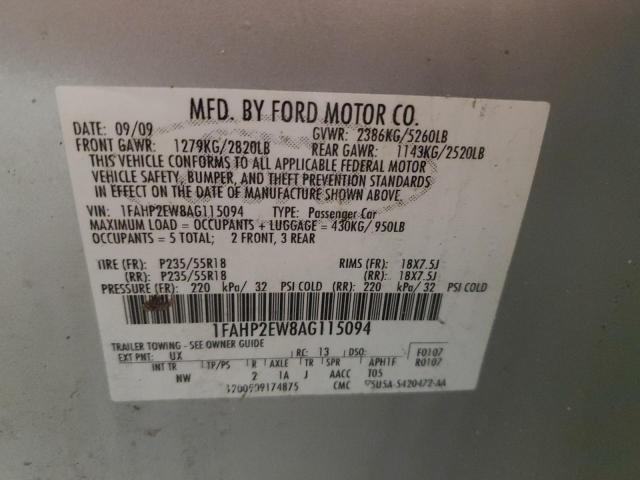 MFD. BY FORD MOTOR CO.
DATE: 09/09 GVWR: 2386KG/5260LB
FRONT GAWR: 1279KG/2820LB REAR GAWR: 1143KG/2520LB
THIS VEHICLE CONFORMS TO ALL APPLICABLE FEDERAL MOTOR
VEHICLE SAFETY, BUMPER, AND THEFT PREVENTION STANDARDS
IN EFFECT ON THE DATE OF MANUFACTURE SHOWN ABOVE.
VIN: 1FAHP2EW8AG115094 TYPE: Passenger Car
MAXIMUM LOAD = OCCUPANTS + LUGGAGE = 430KG/950LB
OCCUPANTS = 5 TOTAL; 2 FRONT, 3 REAR
TIRE (FR): P235/55R18 RIMS (FR): 18X7.5J
(RR): P235/55R18 (RR): 18X7.5J
PRESSURE (FR): 220 kPa/ 32 PSI COLD (RR): 220 kPa/ 32 PSI COLD
1FAHP2EW8AG115094
TRAILER TOWING - SEE OWNER GUIDE
EXT PNT: UX RC: 13 DSO: F0107
INT TR TP/PS R AXLE TR SPR APH1F R0107
NW 2 1A J AACC T05
CMC